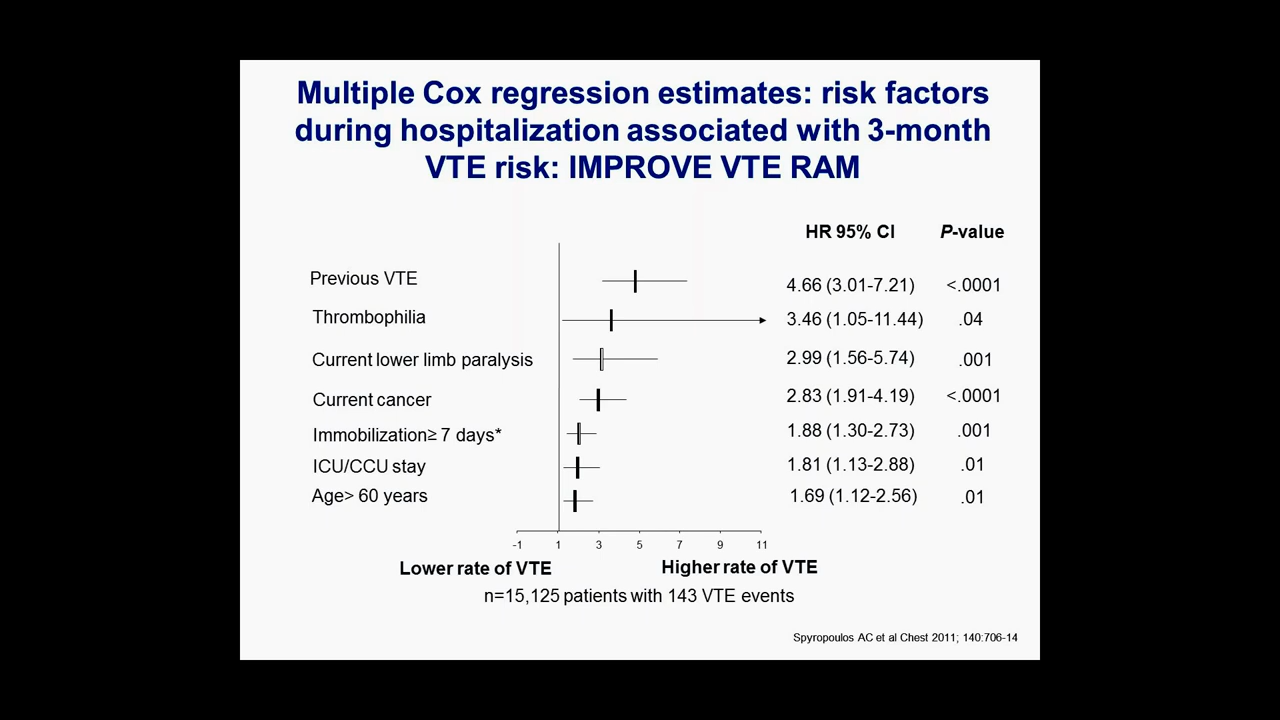 Multiple Cox regression estimates: risk factors
during hospitalization associated with 3-month
VTE risk: IMPROVE VTE RAM
HR 95% CI P-value
Previous VTE 4.66 (3.01-7.21) <.0001
Thrombophilia 3.46 (1.05-11.44) .04
Current lower limb paralysis 2.99 (1.56-5.74) .001
Current cancer 2.83 (1.91-4.19) <.0001
Immobilization≥ 7 days* 1.88 (1.30-2.73) .001
ICU/CCU stay 1.81 (1.13-2.88) .01
Age> 60 years 1.69 (1.12-2.56) .01
-1 1 3 5 7 9 11
Lower rate of VTE Higher rate of VTE
n=15,125 patients with 143 VTE events
Spyropoulos AC et al Chest 2011; 140:706-14